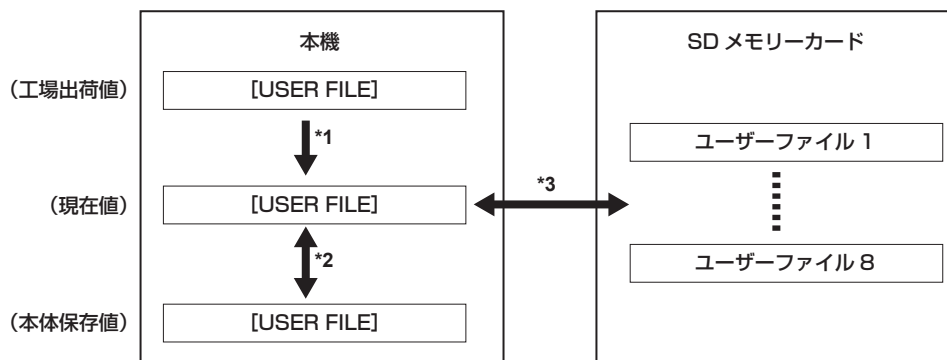 本機
SD メモリーカード
（工場出荷値）
[USER FILE]
*1
ユーザーファイル 1
*3
（現在値）
[USER FILE]
*2
ユーザーファイル 8
（本体保存値）
[USER FILE]